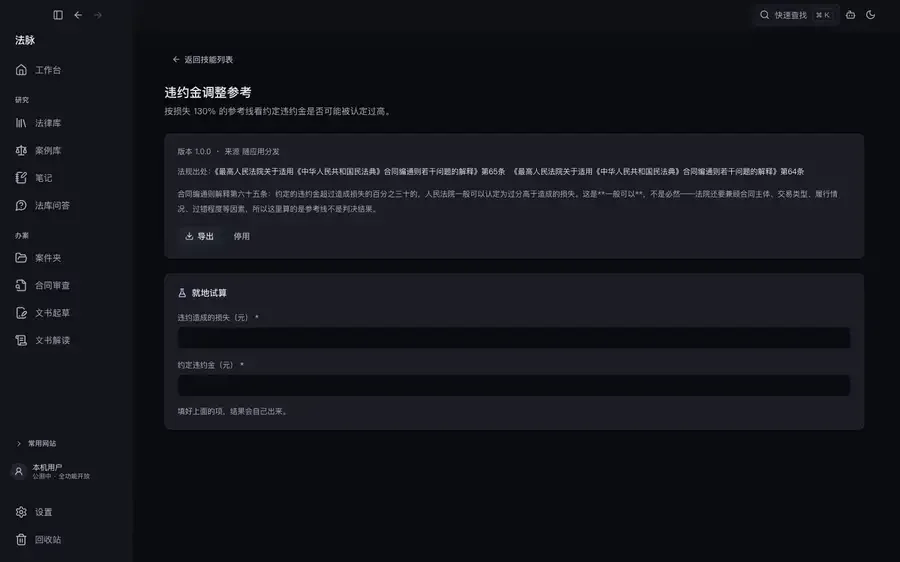 快速查找 ⌘ K
法脉
工作台
研究
法律库
案例库
笔记
法库问答
办案
案件夹
合同审查
文书起草
文书解读
常用网站
本机用户
公测中 · 全功能开放
设置
回收站
返回技能列表
违约金调整参考
按损失 130% 的参考线看约定违约金是否可能被认定过高。
版本 1.0.0 · 来源 随应用分发
法规出处：《最高人民法院关于适用《中华人民共和国民法典》合同编通则若干问题的解释》第65条 《最高人民法院关于适用《中华人民共和国民法典》合同编通则若干问题的解释》第64条
合同编通则解释第六十五条：约定的违约金超过造成损失的百分之三十的，人民法院一般可以认定为过分高于造成的损失。这是**一般可以**，不是必然——法院还要兼顾合同主体、交易类型、履行情
况、过错程度等因素，所以这里算的是参考线不是判决结果。
导出 停用
就地试算
违约造成的损失（元） *
约定违约金（元） *
填好上面的项，结果会自己出来。